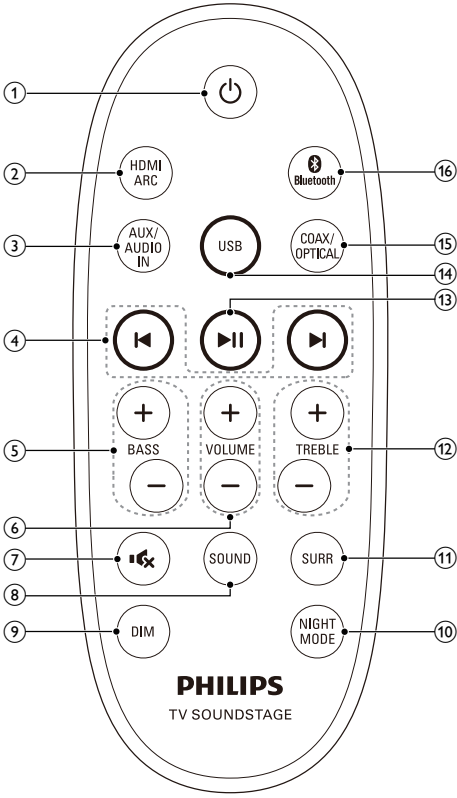 ①
②
HDMI
ARC
Bluetooth
⑯
③
AUX/
AUDIO
IN
USB
COAX/
OPTICAL
⑮
⑭
⑬
④
⑤
BASS
VOLUME
TREBLE
⑫
⑥
⑦
SOUND
SURR
⑪
⑧
⑨
DIM
NIGHT
MODE
⑩
PHILIPS
TV SOUNDSTAGE